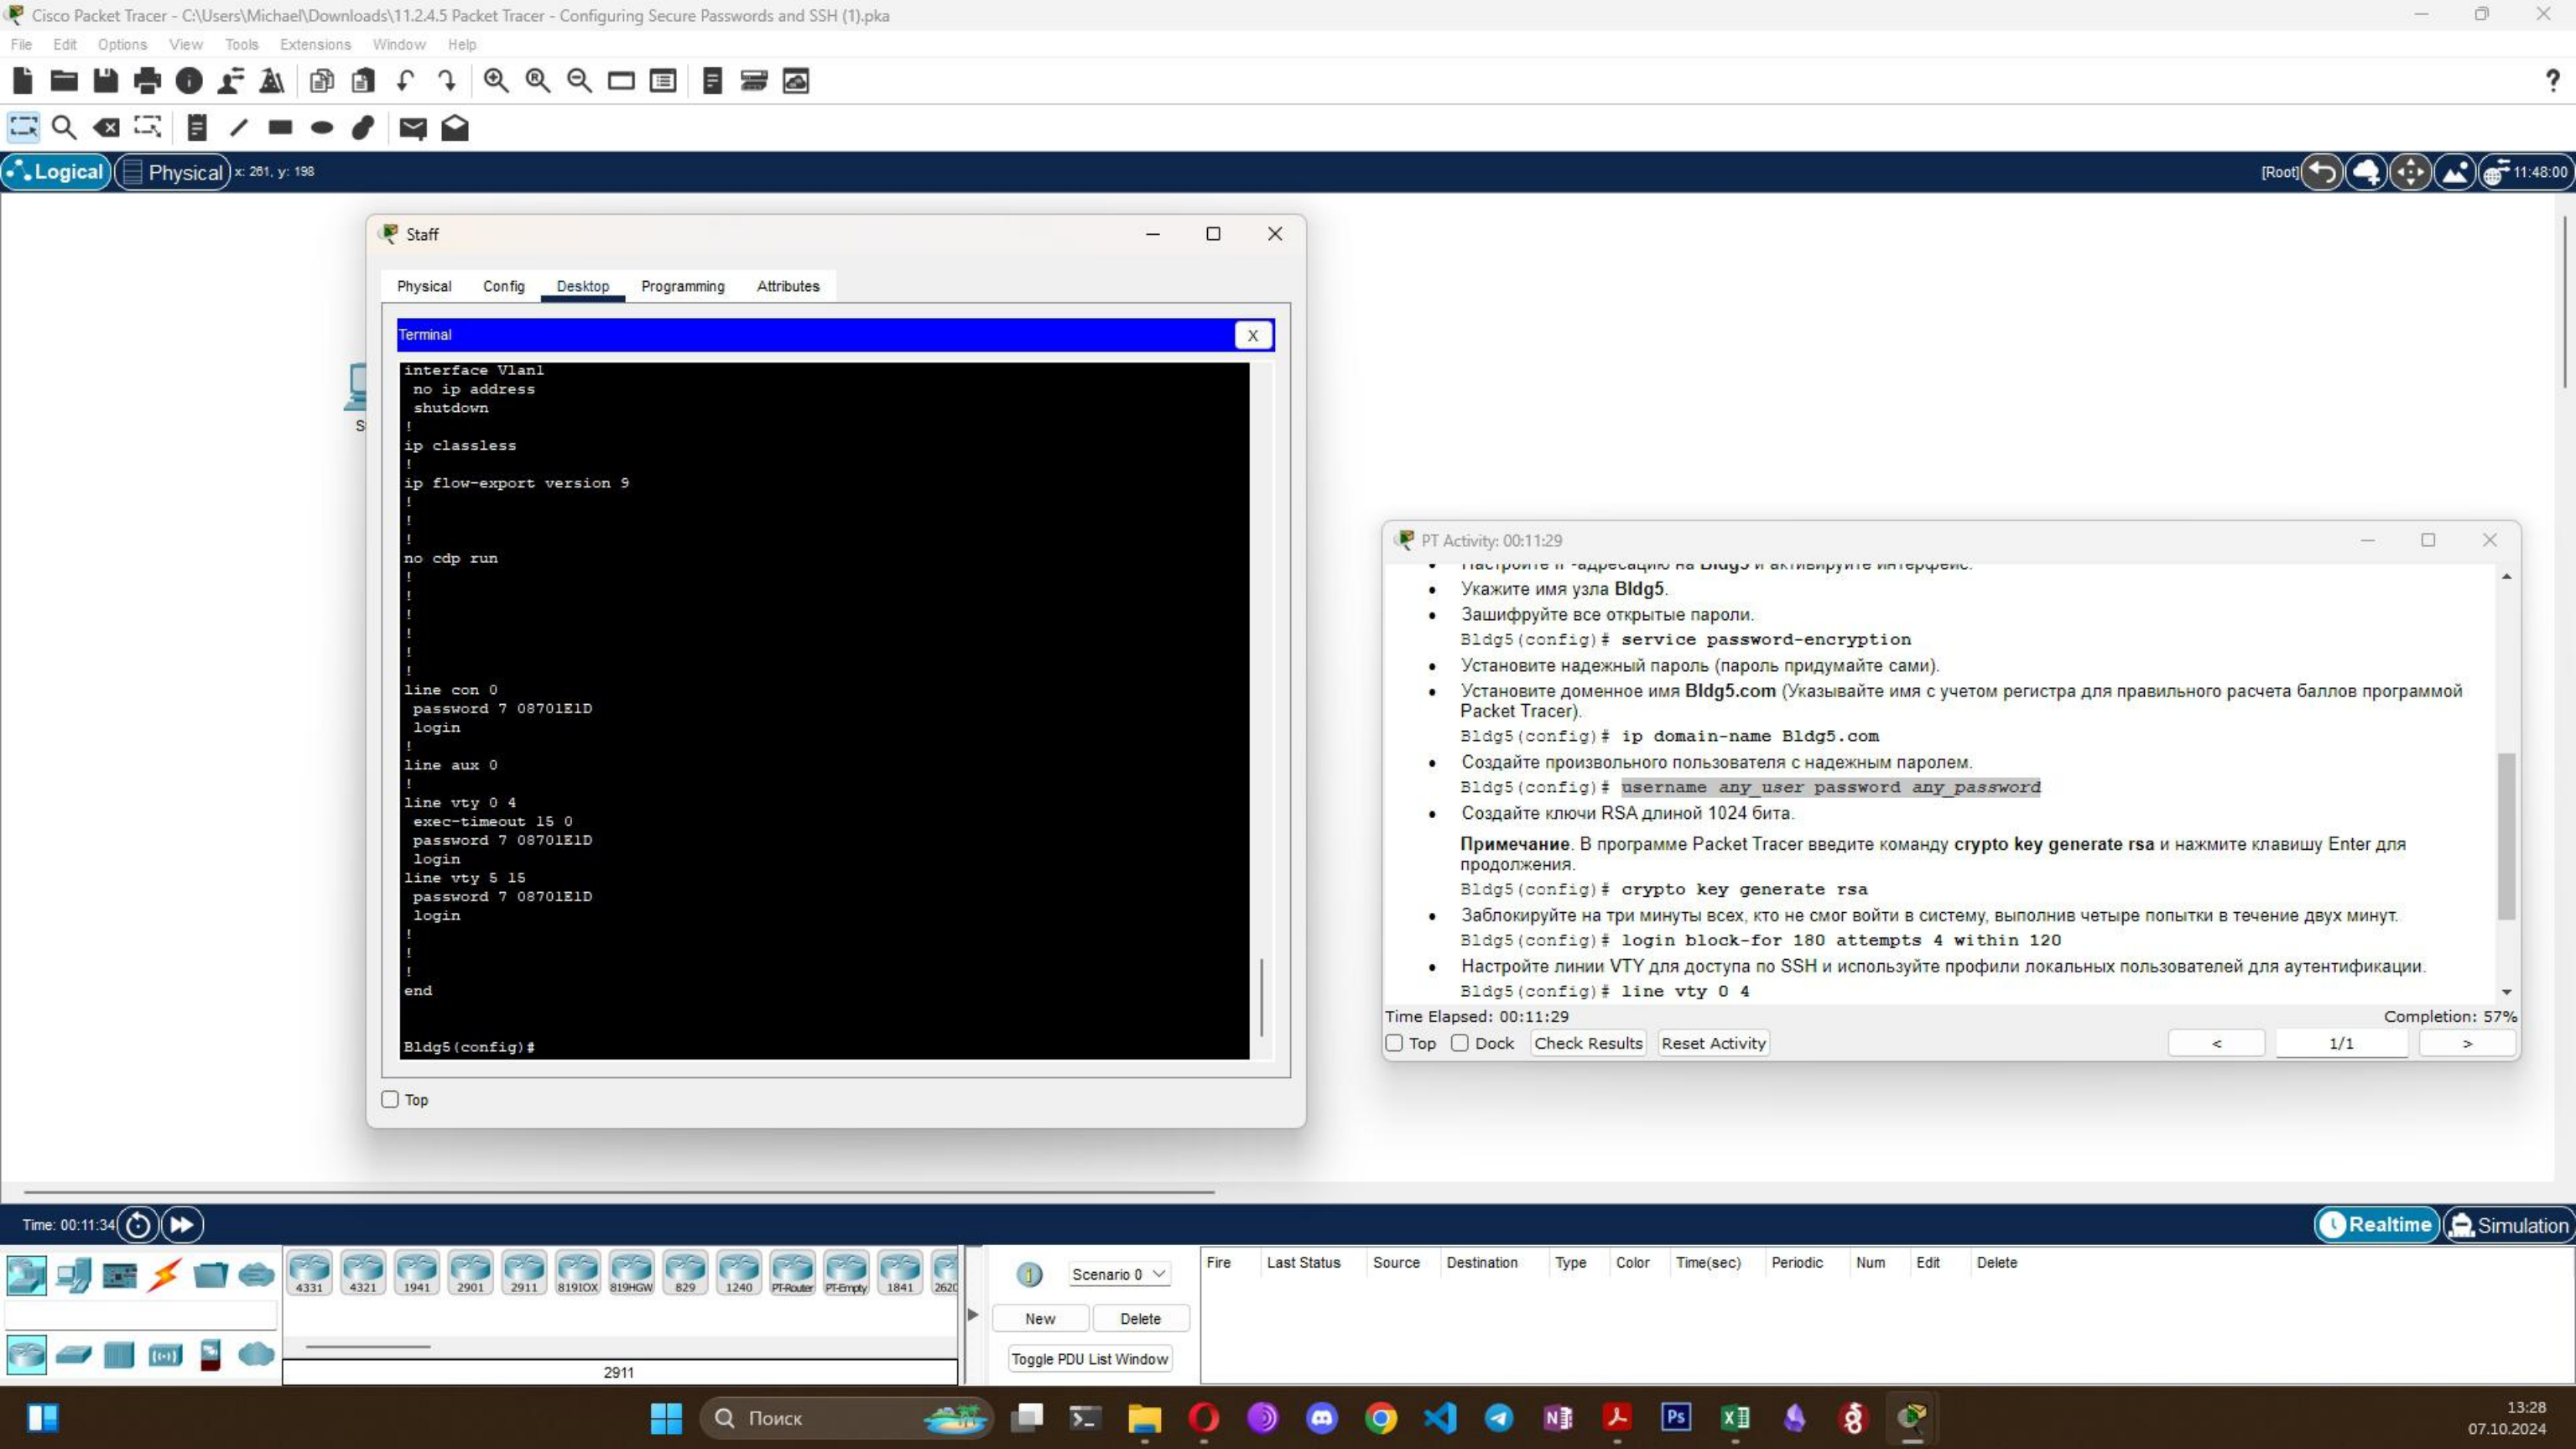 Cisco Packet Tracer - C:\Users\Michael\Downloads\11.2.4.5 Packet Tracer - Configuring Secure Passwords and SSH (1).pka
File Edit Options View Tools Extensions Window Help
?
Logical Physical x: 261, y: 198
[Root] 11:48:00
Staff
Physical Config Desktop Programming Attributes
Terminal X
interface Vlan1
no ip address
shutdown
!
ip classless
!
ip flow-export version 9
!
!
!
no cdp run
!
!
!
!
!
!
line con 0
password 7 08701E1D
login
!
line aux 0
!
line vty 0 4
exec-timeout 15 0
password 7 08701E1D
login
line vty 5 15
password 7 08701E1D
login
!
!
!
end
Bldg5(config)#
Top
S
PT Activity: 00:11:29
• Настройте IP-адресацию на Bldg5 и активируйте интерфейс.
• Укажите имя узла Bldg5.
• Зашифруйте все открытые пароли.
Bldg5(config)# service password-encryption
• Установите надежный пароль (пароль придумайте сами).
• Установите доменное имя Bldg5.com (Указывайте имя с учетом регистра для правильного расчета баллов программой
Packet Tracer).
Bldg5(config)# ip domain-name Bldg5.com
• Создайте произвольного пользователя с надежным паролем.
Bldg5(config)# username any_user password any_password
• Создайте ключи RSA длиной 1024 бита.
Примечание. В программе Packet Tracer введите команду crypto key generate rsa и нажмите клавишу Enter для
продолжения.
Bldg5(config)# crypto key generate rsa
• Заблокируйте на три минуты всех, кто не смог войти в систему, выполнив четыре попытки в течение двух минут.
Bldg5(config)# login block-for 180 attempts 4 within 120
• Настройте линии VTY для доступа по SSH и используйте профили локальных пользователей для аутентификации.
Bldg5(config)# line vty 0 4
Time Elapsed: 00:11:29 Completion: 57%
Top Dock Check Results Reset Activity < 1/1 >
Time: 00:11:34 Realtime Simulation
4331 4321 1941 2901 2911 819IOX 819HGW 829 1240 PT-Router PT-Empty 1841 262
2911
Scenario 0
New Delete
Toggle PDU List Window
Fire Last Status Source Destination Type Color Time(sec) Periodic Num Edit Delete
Поиск
Ps
13:28
07.10.2024